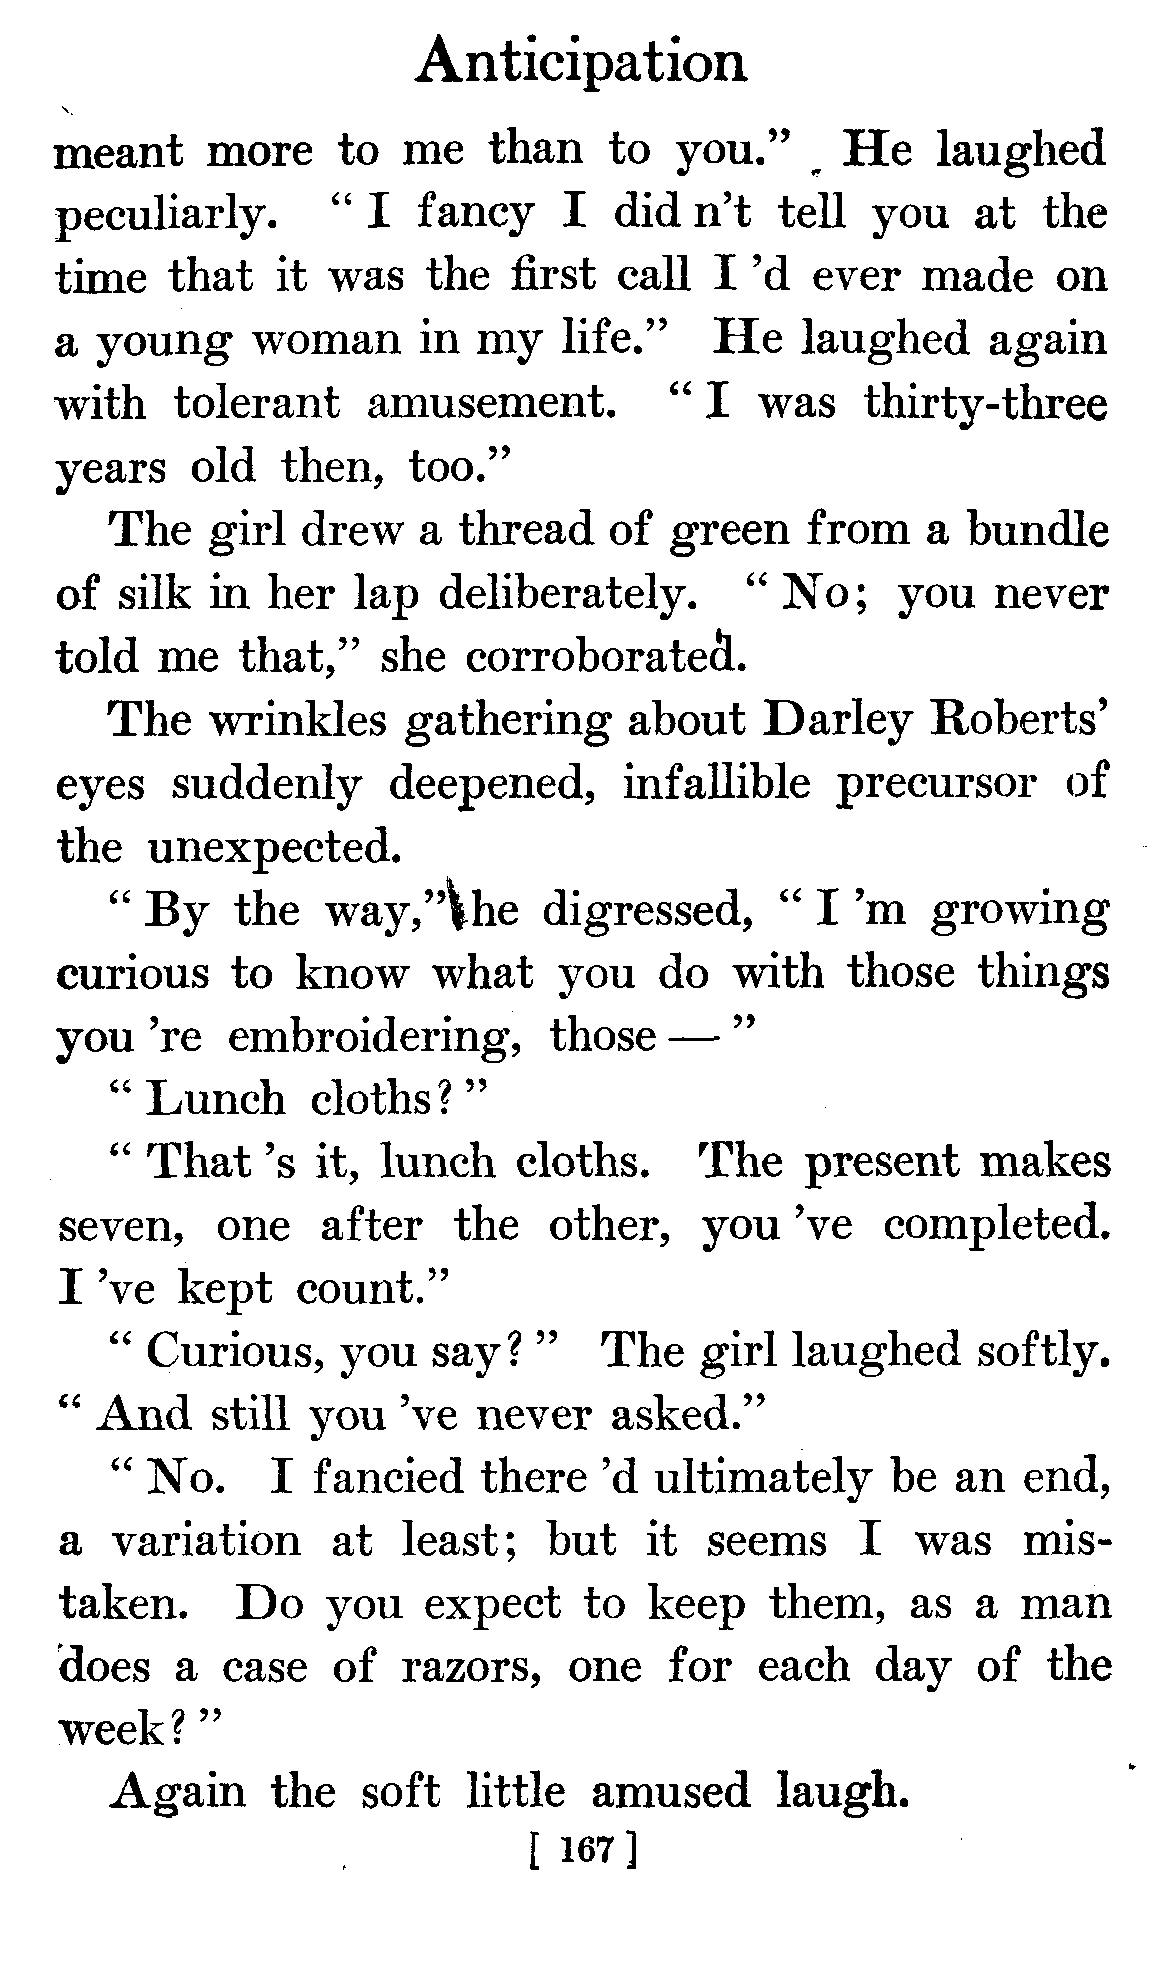 Anticipation
meant more to me than to you." He laughed
peculiarly. "I fancy I did n't tell you at the
time that it was the first call I 'd ever made on
a young woman in my life." He laughed again
with tolerant amusement. "I was thirty-three
years old then, too."
The girl drew a thread of green from a bundle
of silk in her lap deliberately. "No; you never
told me that," she corroborated.
The wrinkles gathering about Darley Roberts'
eyes suddenly deepened, infallible precursor of
the unexpected.
"By the way," he digressed, "I 'm growing
curious to know what you do with those things
you 're embroidering, those — "
"Lunch cloths?"
"That 's it, lunch cloths. The present makes
seven, one after the other, you 've completed.
I 've kept count."
"Curious, you say?" The girl laughed softly.
"And still you 've never asked."
"No. I fancied there 'd ultimately be an end,
a variation at least; but it seems I was mis-
taken. Do you expect to keep them, as a man
does a case of razors, one for each day of the
week?"
Again the soft little amused laugh.
[ 167 ]